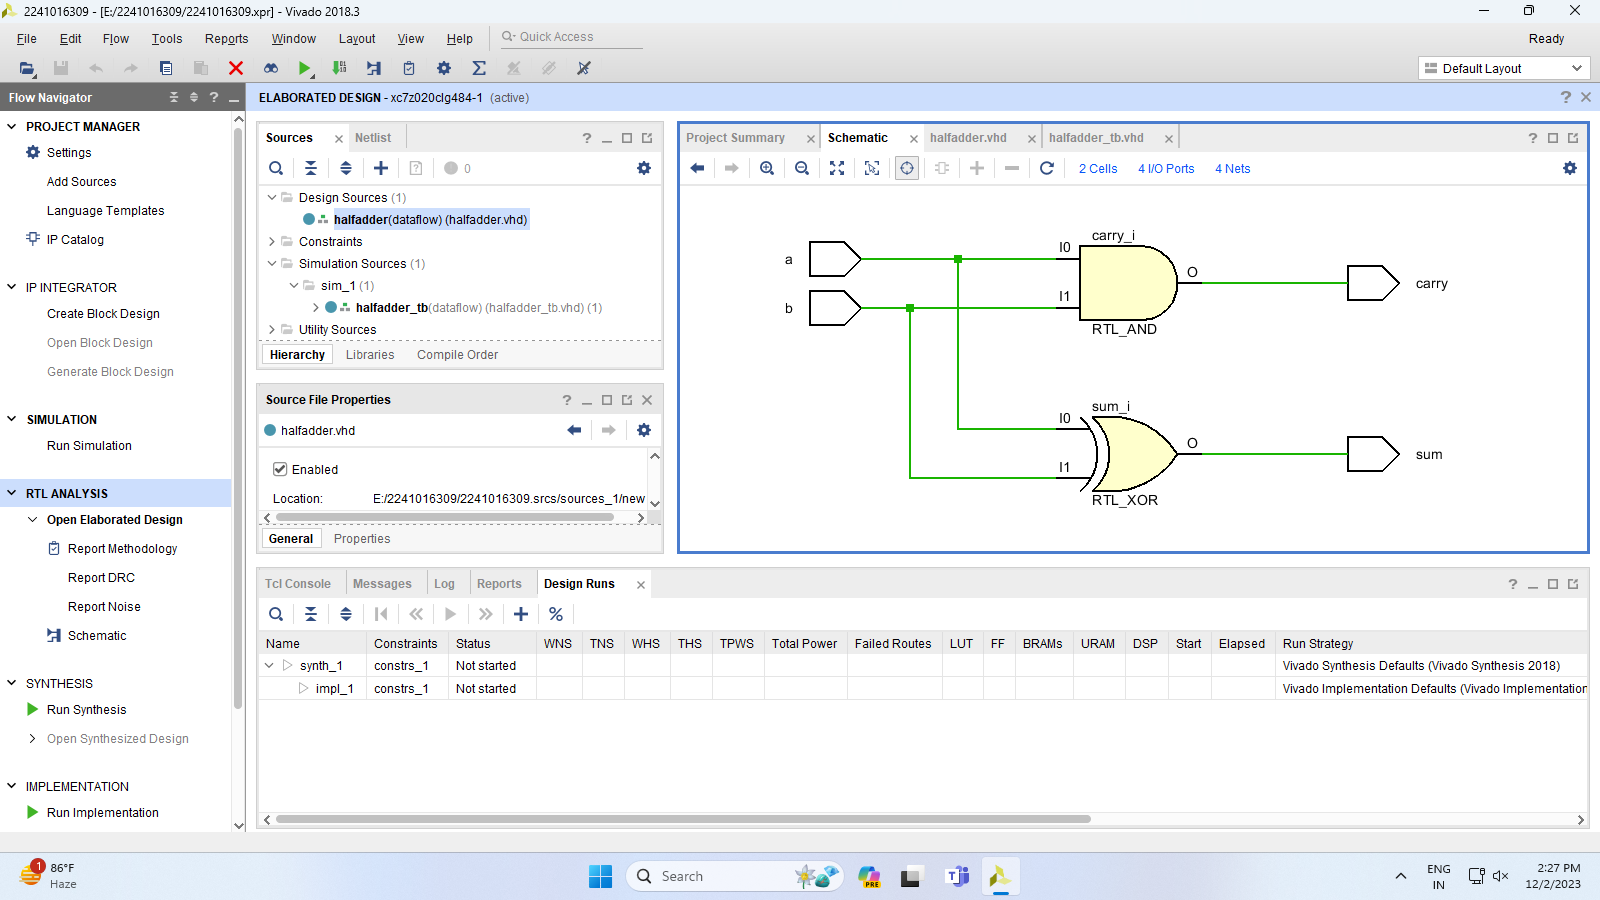 2241016309 - [E:/2241016309/2241016309.xpr] - Vivado 2018.3
File Edit Flow Tools Reports Window Layout View Help Quick Access
Ready
Default Layout
Flow Navigator
PROJECT MANAGER
Settings
Add Sources
Language Templates
IP Catalog
IP INTEGRATOR
Create Block Design
Open Block Design
Generate Block Design
SIMULATION
Run Simulation
RTL ANALYSIS
Open Elaborated Design
Report Methodology
Report DRC
Report Noise
Schematic
SYNTHESIS
Run Synthesis
Open Synthesized Design
IMPLEMENTATION
Run Implementation
ELABORATED DESIGN - xc7z020clg484-1 (active)
Sources Netlist
0
Design Sources (1)
halfadder(dataflow) (halfadder.vhd)
Constraints
Simulation Sources (1)
sim_1 (1)
halfadder_tb(dataflow) (halfadder_tb.vhd) (1)
Utility Sources
Hierarchy Libraries Compile Order
Source File Properties
halfadder.vhd
Enabled
Location: E:/2241016309/2241016309.srcs/sources_1/new
General Properties
Project Summary Schematic halfadder.vhd halfadder_tb.vhd
2 Cells 4 I/O Ports 4 Nets
carry_i
a I0 O
carry
b I1
RTL_AND
sum_i
I0 O
sum
I1
RTL_XOR
Tcl Console Messages Log Reports Design Runs
Name Constraints Status WNS TNS WHS THS TPWS Total Power Failed Routes LUT FF BRAMs URAM DSP Start Elapsed Run Strategy
synth_1 constrs_1 Not started Vivado Synthesis Defaults (Vivado Synthesis 2018)
impl_1 constrs_1 Not started Vivado Implementation Defaults (Vivado Implementation
1
86°F
Haze
Search
PRE
ENG
IN
2:27 PM
12/2/2023